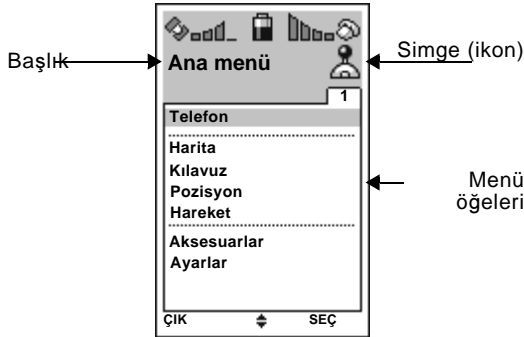 Başlık
Ana menü
Simge (ikon)
1
Telefon
Harita
Kılavuz
Pozisyon
Hareket
Menü
öğeleri
Aksesuarlar
Ayarlar
ÇIK
SEÇ